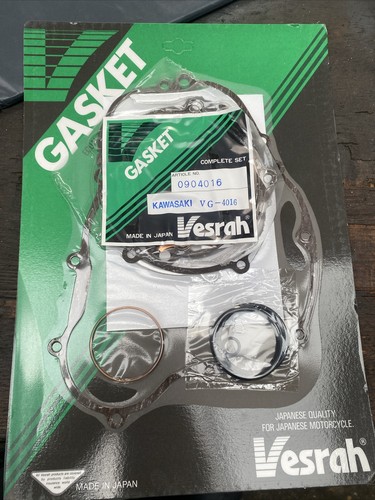 GASKET
GASKET
COMPLETE SET
ARTICLE NO.
0904016
KAWASAKI VG-4016
MADE IN JAPAN
Vesrah
JAPANESE QUALITY
FOR JAPANESE MOTORCYCLE.
Vesrah
MADE IN JAPAN